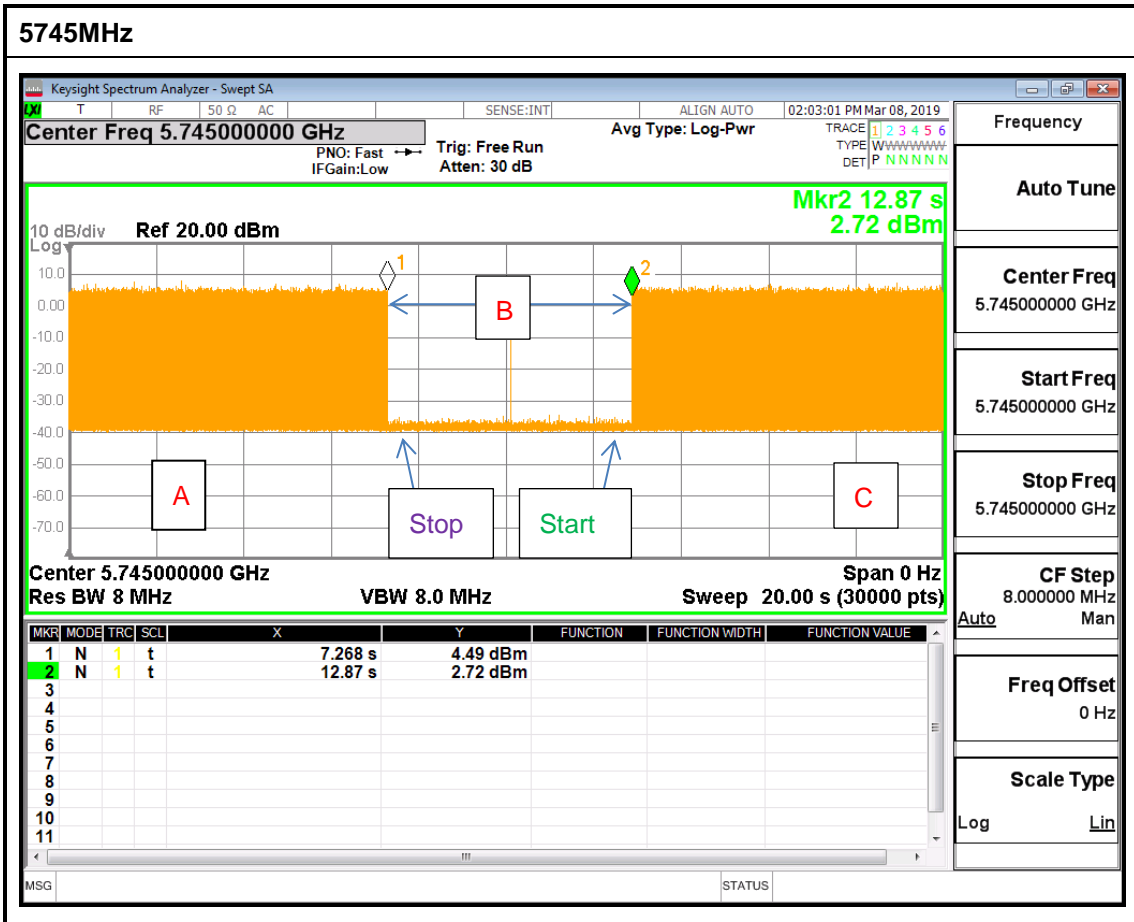 5745MHz
Keysight Spectrum Analyzer - Swept SA
LXI T RF 50 Ω AC SENSE:INT ALIGN AUTO 02:03:01 PM Mar 08, 2019
Center Freq 5.745000000 GHz
PNO: Fast
IFGain:Low
Trig: Free Run
Atten: 30 dB
Avg Type: Log-Pwr
TRACE 1 2 3 4 5 6
TYPE WWWWWWW
DET P N N N N N
Mkr2 12.87 s
2.72 dBm
10 dB/div Ref 20.00 dBm
Log
10.0
0.00
-10.0
-20.0
-30.0
-40.0
-50.0
-60.0
-70.0
1
2
B
A
C
Stop
Start
Center 5.745000000 GHz Span 0 Hz
Res BW 8 MHz VBW 8.0 MHz Sweep 20.00 s (30000 pts)
MKR MODE TRC SCL X Y FUNCTION FUNCTION WIDTH FUNCTION VALUE
1 N 1 t 7.268 s 4.49 dBm
2 N 1 t 12.87 s 2.72 dBm
3
4
5
6
7
8
9
10
11
MSG STATUS
Frequency
Auto Tune
Center Freq
5.745000000 GHz
Start Freq
5.745000000 GHz
Stop Freq
5.745000000 GHz
CF Step
8.000000 MHz
Auto Man
Freq Offset
0 Hz
Scale Type
Log Lin